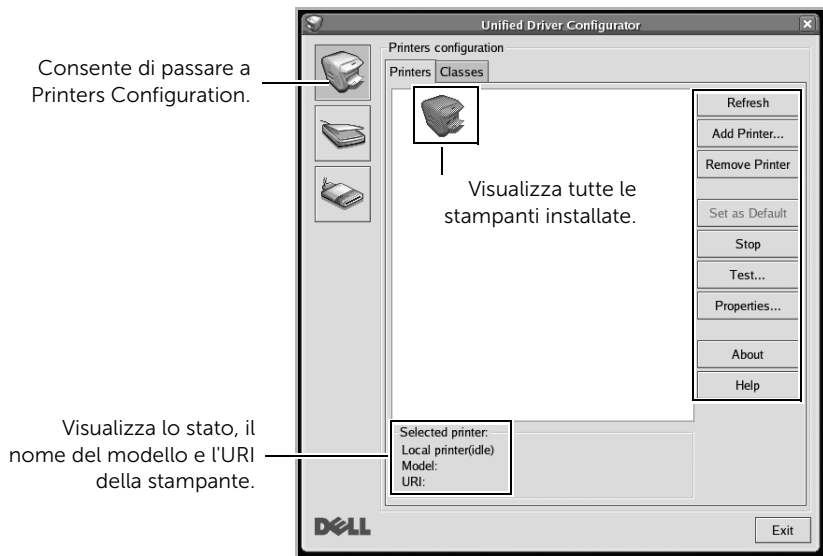 Unified Driver Configurator
Consente di passare a
Printers Configuration.
Printers configuration
Printers Classes
Visualizza tutte le
stampanti installate.
Refresh
Add Printer...
Remove Printer
Set as Default
Stop
Test...
Properties...
About
Help
Visualizza lo stato, il
nome del modello e l'URI
della stampante.
Selected printer:
Local printer(idle)
Model:
URI:
DELL
Exit